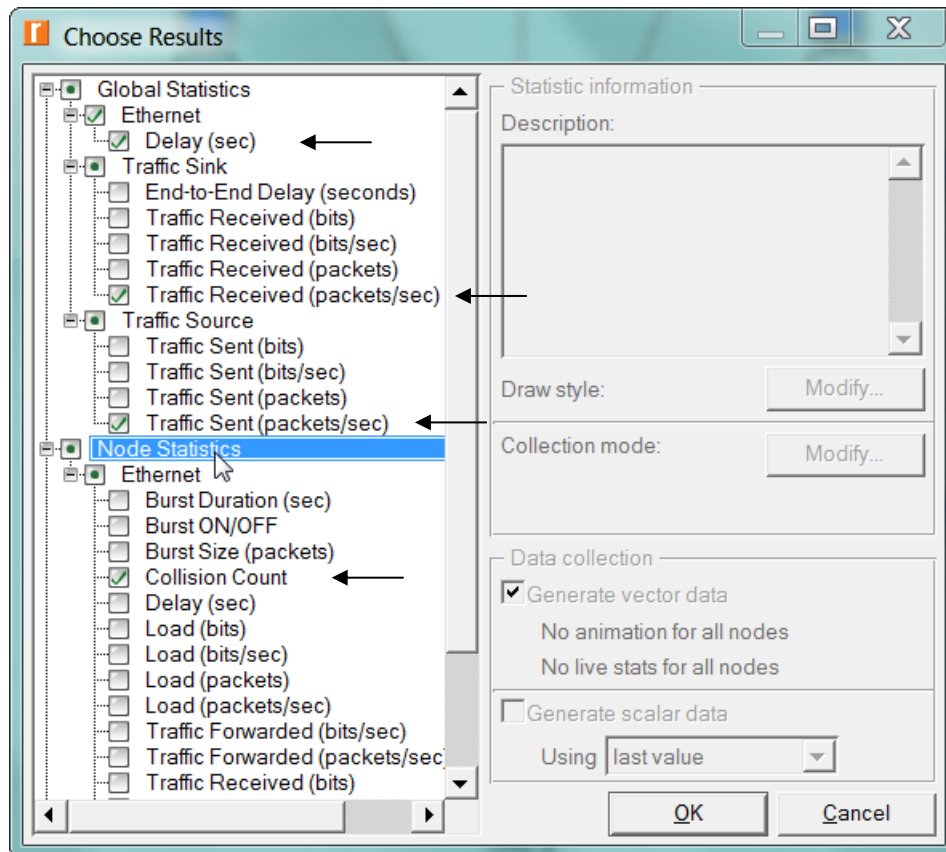 Choose Results
Global Statistics
Ethernet
Delay (sec)
Traffic Sink
End-to-End Delay (seconds)
Traffic Received (bits)
Traffic Received (bits/sec)
Traffic Received (packets)
Traffic Received (packets/sec)
Traffic Source
Traffic Sent (bits)
Traffic Sent (bits/sec)
Traffic Sent (packets)
Traffic Sent (packets/sec)
Node Statistics
Ethernet
Burst Duration (sec)
Burst ON/OFF
Burst Size (packets)
Collision Count
Delay (sec)
Load (bits)
Load (bits/sec)
Load (packets)
Load (packets/sec)
Traffic Forwarded (bits/sec)
Traffic Forwarded (packets/sec
Traffic Received (bits)
Statistic information
Description:
Draw style:
Modify...
Collection mode:
Modify...
Data collection
Generate vector data
No animation for all nodes
No live stats for all nodes
Generate scalar data
Using last value
OK
Cancel